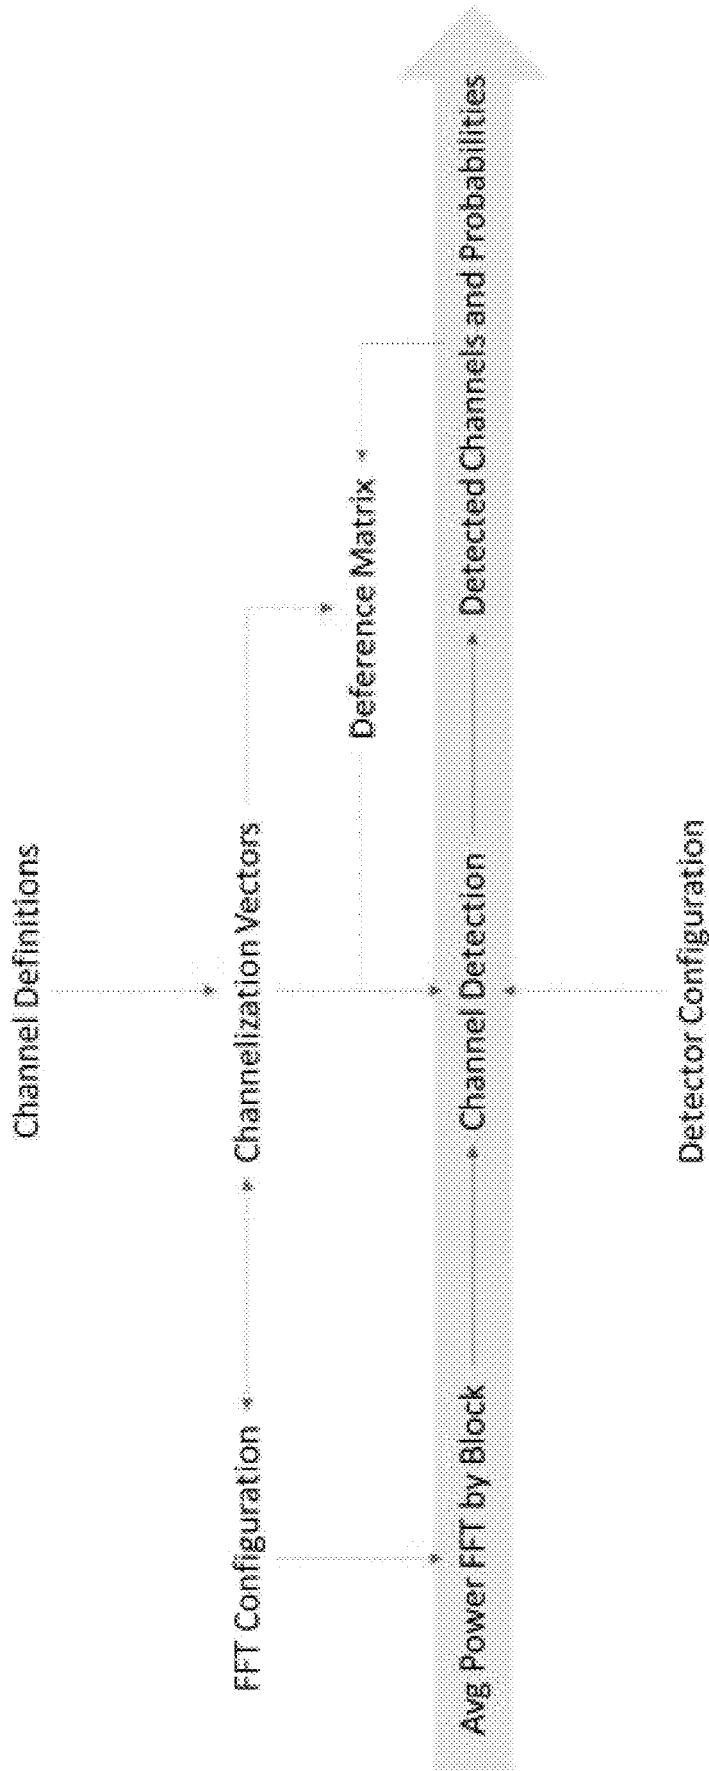 Channel Definitions
FFT Configuration
Channelization Vectors
Deference Matrix
Avg Power FFT by Block
Channel Detection
Detected Channels and Probabilities
Detector Configuration